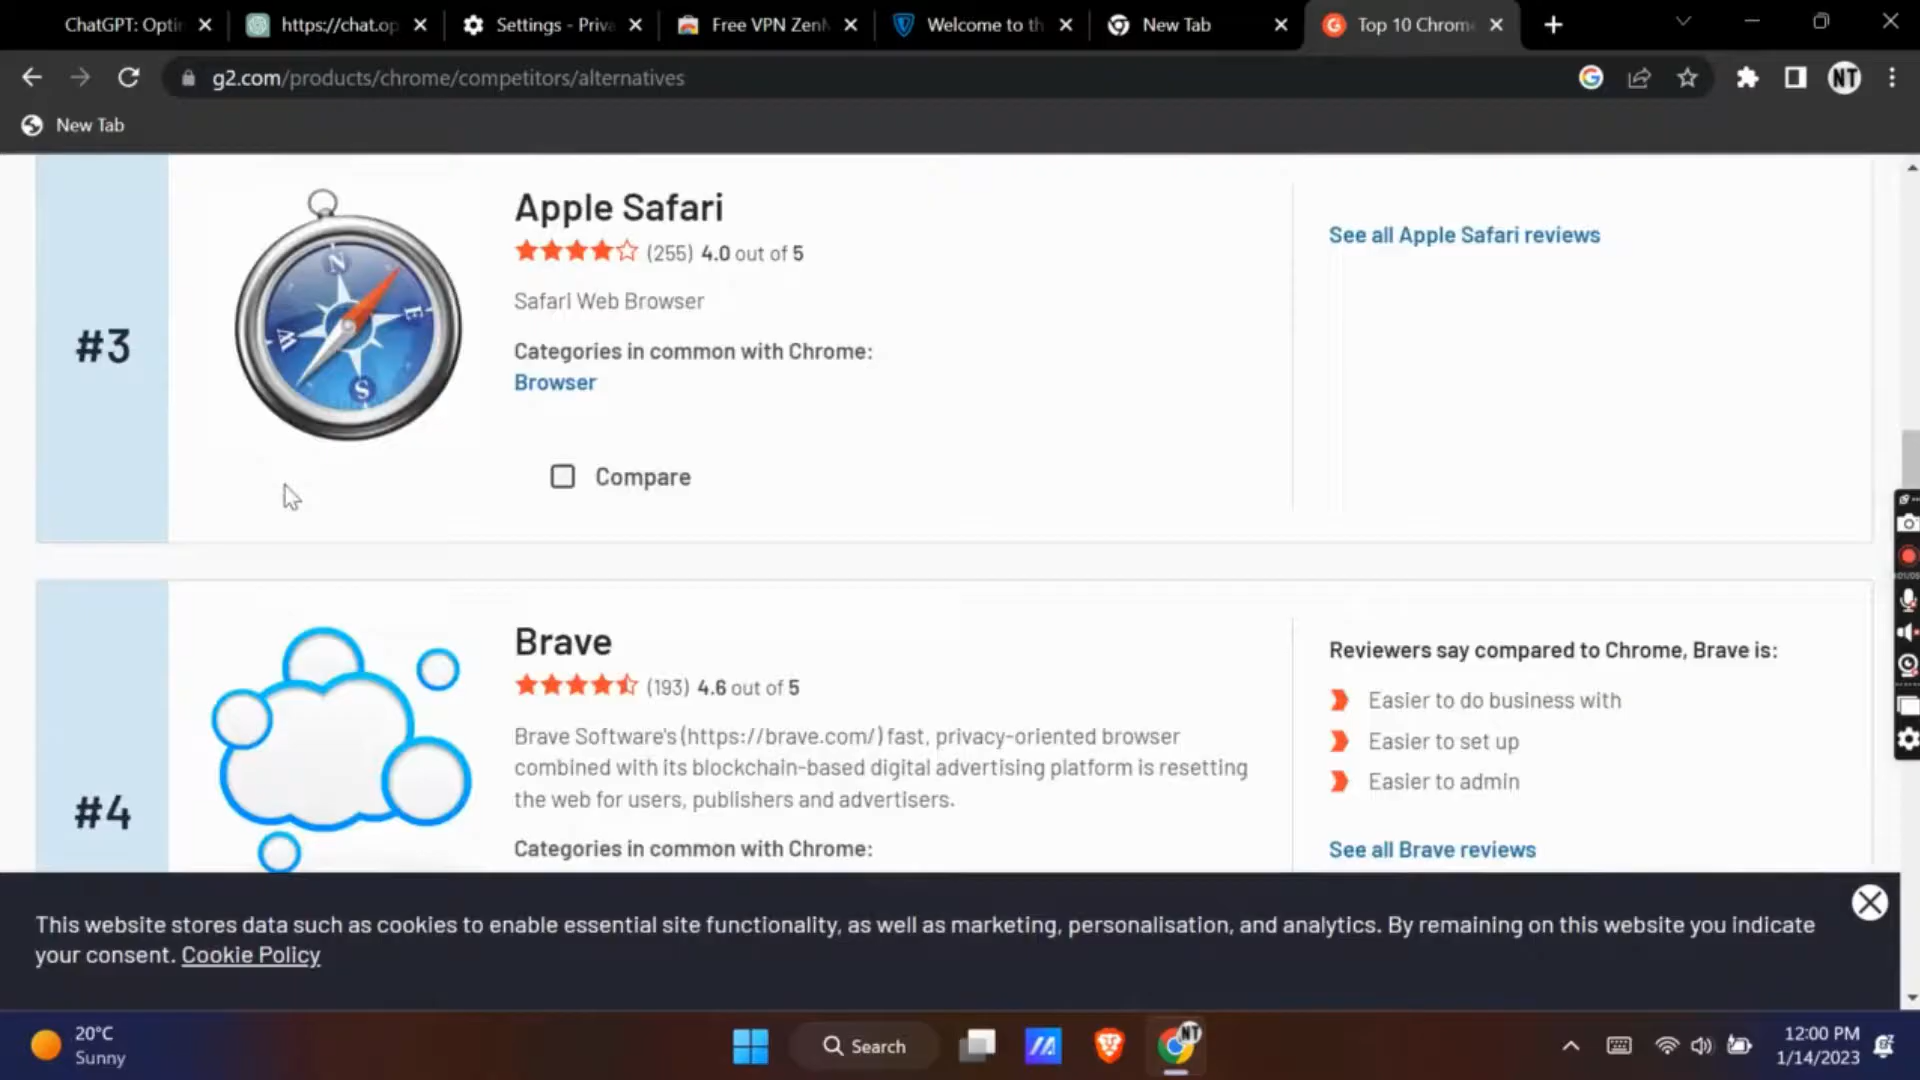 ChatGPT: Opti
https://chat.op
Settings - Priva
Free VPN Zen
Welcome to th
New Tab
Top 10 Chrom
g2.com/products/chrome/competitors/alternatives
NT
New Tab
#3
N
E
S
W
Apple Safari
(255) 4.0 out of 5
Safari Web Browser
Categories in common with Chrome:
Browser
Compare
See all Apple Safari reviews
#4
Brave
(193) 4.6 out of 5
Brave Software's (https://brave.com/) fast, privacy-oriented browser
combined with its blockchain-based digital advertising platform is resetting
the web for users, publishers and advertisers.
Categories in common with Chrome:
Reviewers say compared to Chrome, Brave is:
Easier to do business with
Easier to set up
Easier to admin
See all Brave reviews
This website stores data such as cookies to enable essential site functionality, as well as marketing, personalisation, and analytics. By remaining on this website you indicate
your consent. Cookie Policy
20°C
Sunny
Search
NT
12:00 PM
1/14/2023